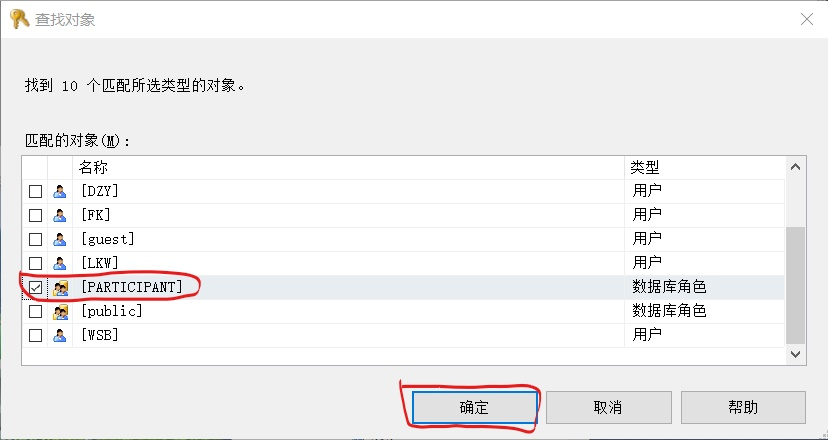 查找对象
找到 10 个匹配所选类型的对象。
匹配的对象(M):
名称 类型
[DZY] 用户
[FK] 用户
[guest] 用户
[LKW] 用户
[PARTICIPANT] 数据库角色
[public] 数据库角色
[WSB] 用户
确定 取消 帮助